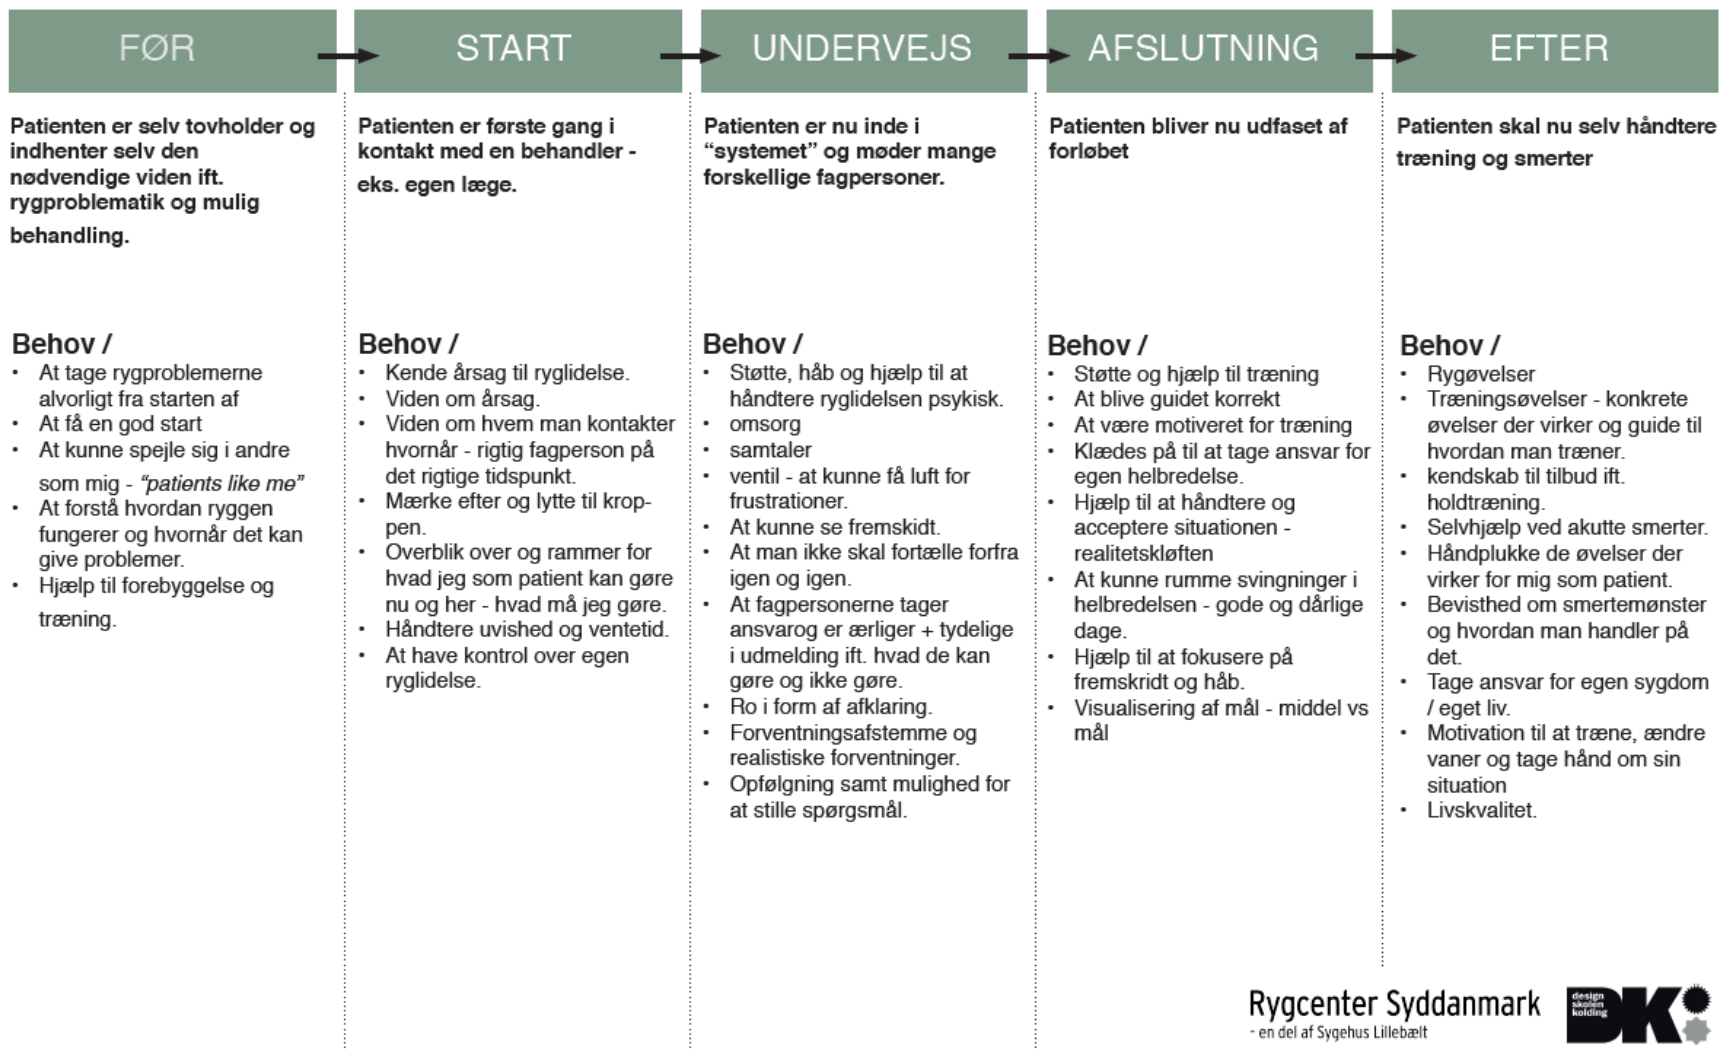 FØR
Patienten er selv tovholder og
indhenter selv den
nødvendige viden ift.
rygproblematik og mulig
behandling.
Behov /
• At tage rygproblemerne
alvorligt fra starten af
• At få en god start
• At kunne spejle sig i andre
som mig - “patients like me”
• At forstå hvordan ryggen
fungerer og hvornår det kan
give problemer.
• Hjælp til forebyggelse og
træning.
START
Patienten er første gang i
kontakt med en behandler -
eks. egen læge.
Behov /
• Kende årsag til ryglidelse.
• Viden om årsag.
• Viden om hvem man kontakter
hvornår - rigtig fagperson på
det rigtige tidspunkt.
• Mærke efter og lytte til krop-
pen.
• Overblik over og rammer for
hvad jeg som patient kan gøre
nu og her - hvad må jeg gøre.
• Håndtere uvished og ventetid.
• At have kontrol over egen
ryglidelse.
UNDERVEJS
Patienten er nu inde i
“systemet” og møder mange
forskellige fagpersoner.
Behov /
• Støtte, håb og hjælp til at
håndtere ryglidelsen psykisk.
• omsorg
• samtaler
• ventil - at kunne få luft for
frustrationer.
• At kunne se fremskidt.
• At man ikke skal fortælle forfra
igen og igen.
• At fagpersonerne tager
ansvarog er ærliger + tydelige
i udmelding ift. hvad de kan
gøre og ikke gøre.
• Ro i form af afklaring.
• Forventningsafstemme og
realistiske forventninger.
• Opfølgning samt mulighed for
at stille spørgsmål.
AFSLUTNING
Patienten bliver nu udfaset af
forløbet
Behov /
• Støtte og hjælp til træning
• At blive guidet korrekt
• At være motiveret for træning
• Klædes på til at tage ansvar for
egen helbredelse.
• Hjælp til at håndtere og
acceptere situationen -
realitetskløften
• At kunne rumme svingninger i
helbredelsen - gode og dårlige
dage.
• Hjælp til at fokusere på
fremskridt og håb.
• Visualisering af mål - middel vs
mål
EFTER
Patienten skal nu selv håndtere
træning og smerter
Behov /
• Rygøvelser
• Træningsøvelser - konkrete
øvelser der virker og guide til
hvordan man træner.
• kendskab til tilbud ift.
holdtræning.
• Selvhjælp ved akutte smerter.
• Håndplukke de øvelser der
virker for mig som patient.
• Bevisthed om smertemønster
og hvordan man handler på
det.
• Tage ansvar for egen sygdom
/ eget liv.
• Motivation til at træne, ændre
vaner og tage hånd om sin
situation
• Livskvalitet.
Rygcenter Syddanmark
- en del af Sygehus Lillebælt
design
skolen
kolding
DK